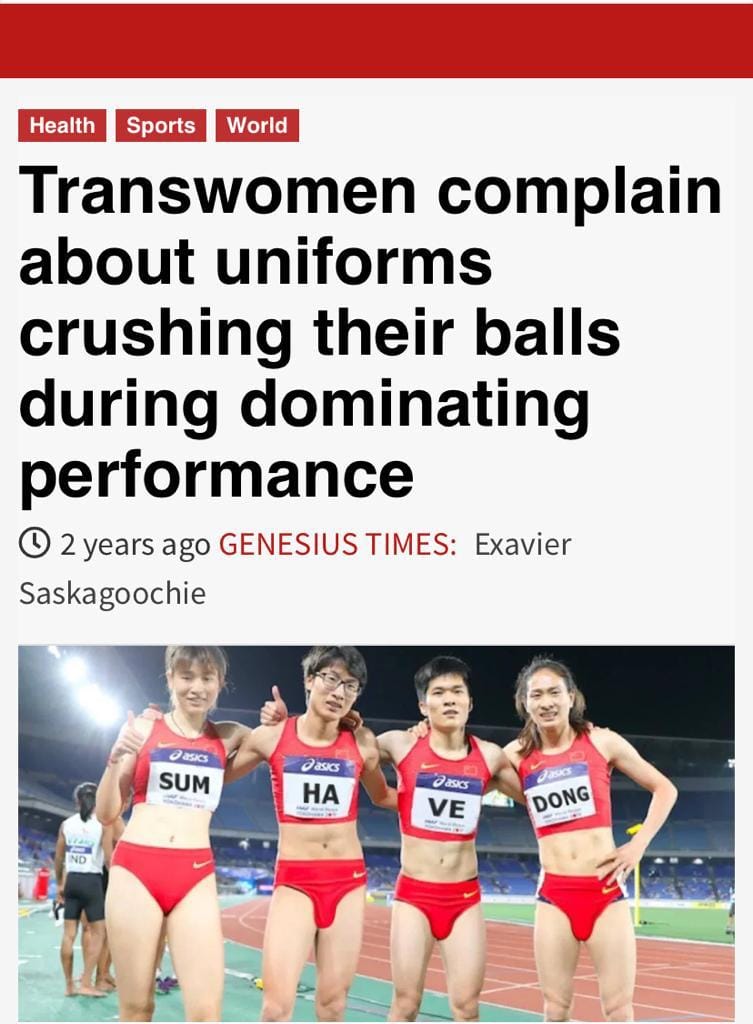 Health Sports World
Transwomen complain
about uniforms
crushing their balls
during dominating
performance
2 years ago GENESIUS TIMES: Exavier
Saskagoochie
asics asics asics asics
SUM HA VE DONG
IND